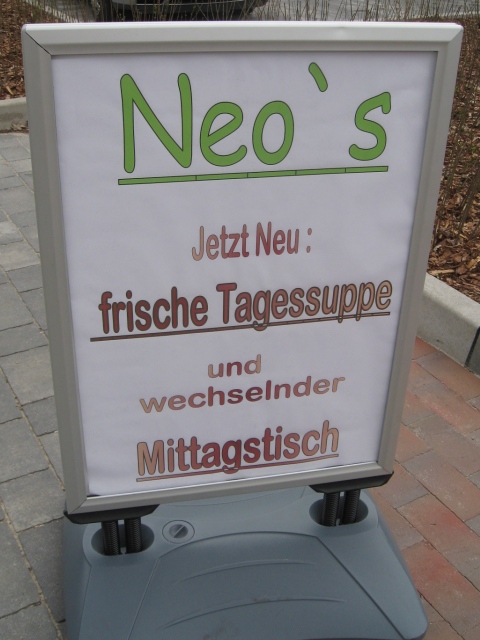 Neo`s
Jetzt Neu :
frische Tagessuppe
und
wechselnder
Mittagstisch